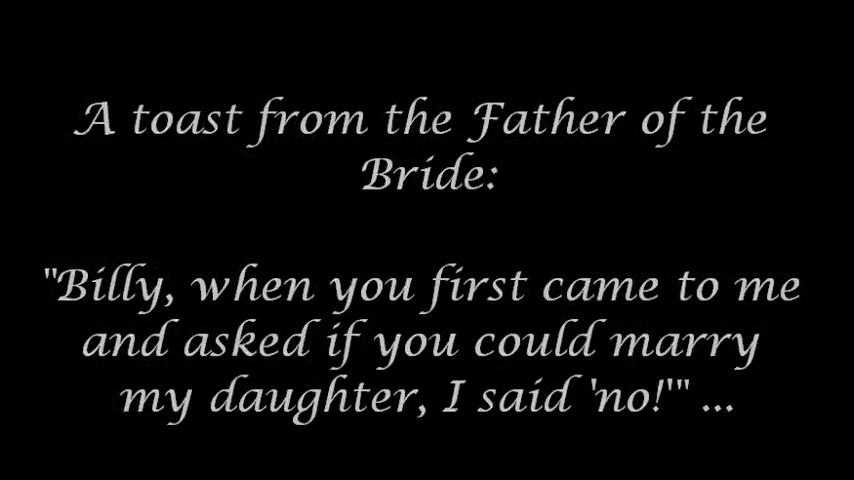 A toast from the Father of the
Bride:
"Billy, when you first came to me
and asked if you could marry
my daughter, I said 'no!'" ...